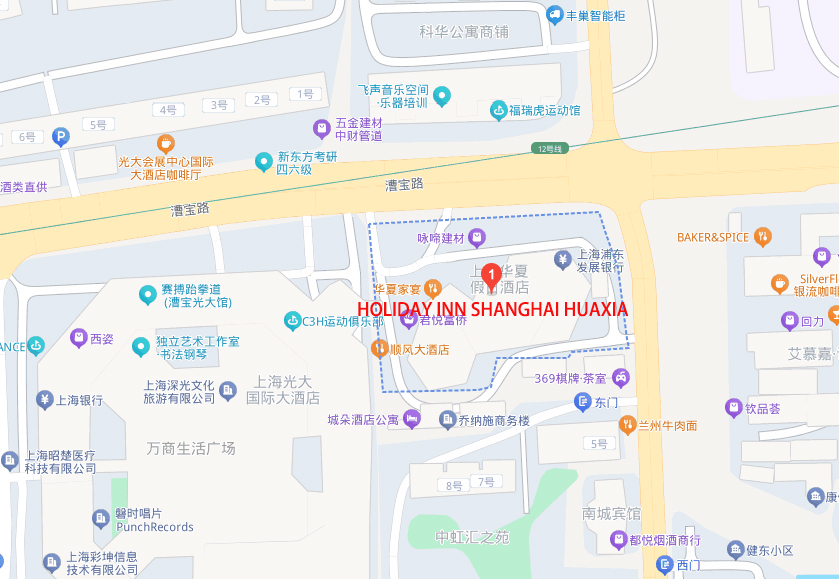 丰巢智能柜
科华公寓商铺
飞声音乐空间
·乐器培训
福瑞虎运动馆
1号
2号
3号
4号
5号
6号
P
五金建材
中财管道
12号线
光大会展中心国际
大酒店咖啡厅
新东方考研
四六级
酒类直供
漕宝路
漕宝路
咏啼建材
BAKER&SPICE
上海浦东
发展银行
1
华夏家宴
SilverFl
银流咖啡
赛搏跆拳道
(漕宝光大馆)
HOLIDAY INN SHANGHAI HUAXIA
C3H运动俱乐部
君悦富侨
回力
ANCE
西姿
独立艺术工作室
·书法钢琴
顺风大酒店
艾慕嘉·
369棋牌·茶室
上海深光文化
旅游有限公司
上海光大
国际大酒店
上海银行
东门
钦品荟
城朵酒店公寓
乔纳施商务楼
兰州牛肉面
5号
万商生活广场
上海昭楚医疗
科技有限公司
8号
7号
康
磐时唱片
PunchRecords
南城宾馆
中虹汇之苑
都悦烟酒商行
健东小区
上海彩坤信息
技术有限公司
西门